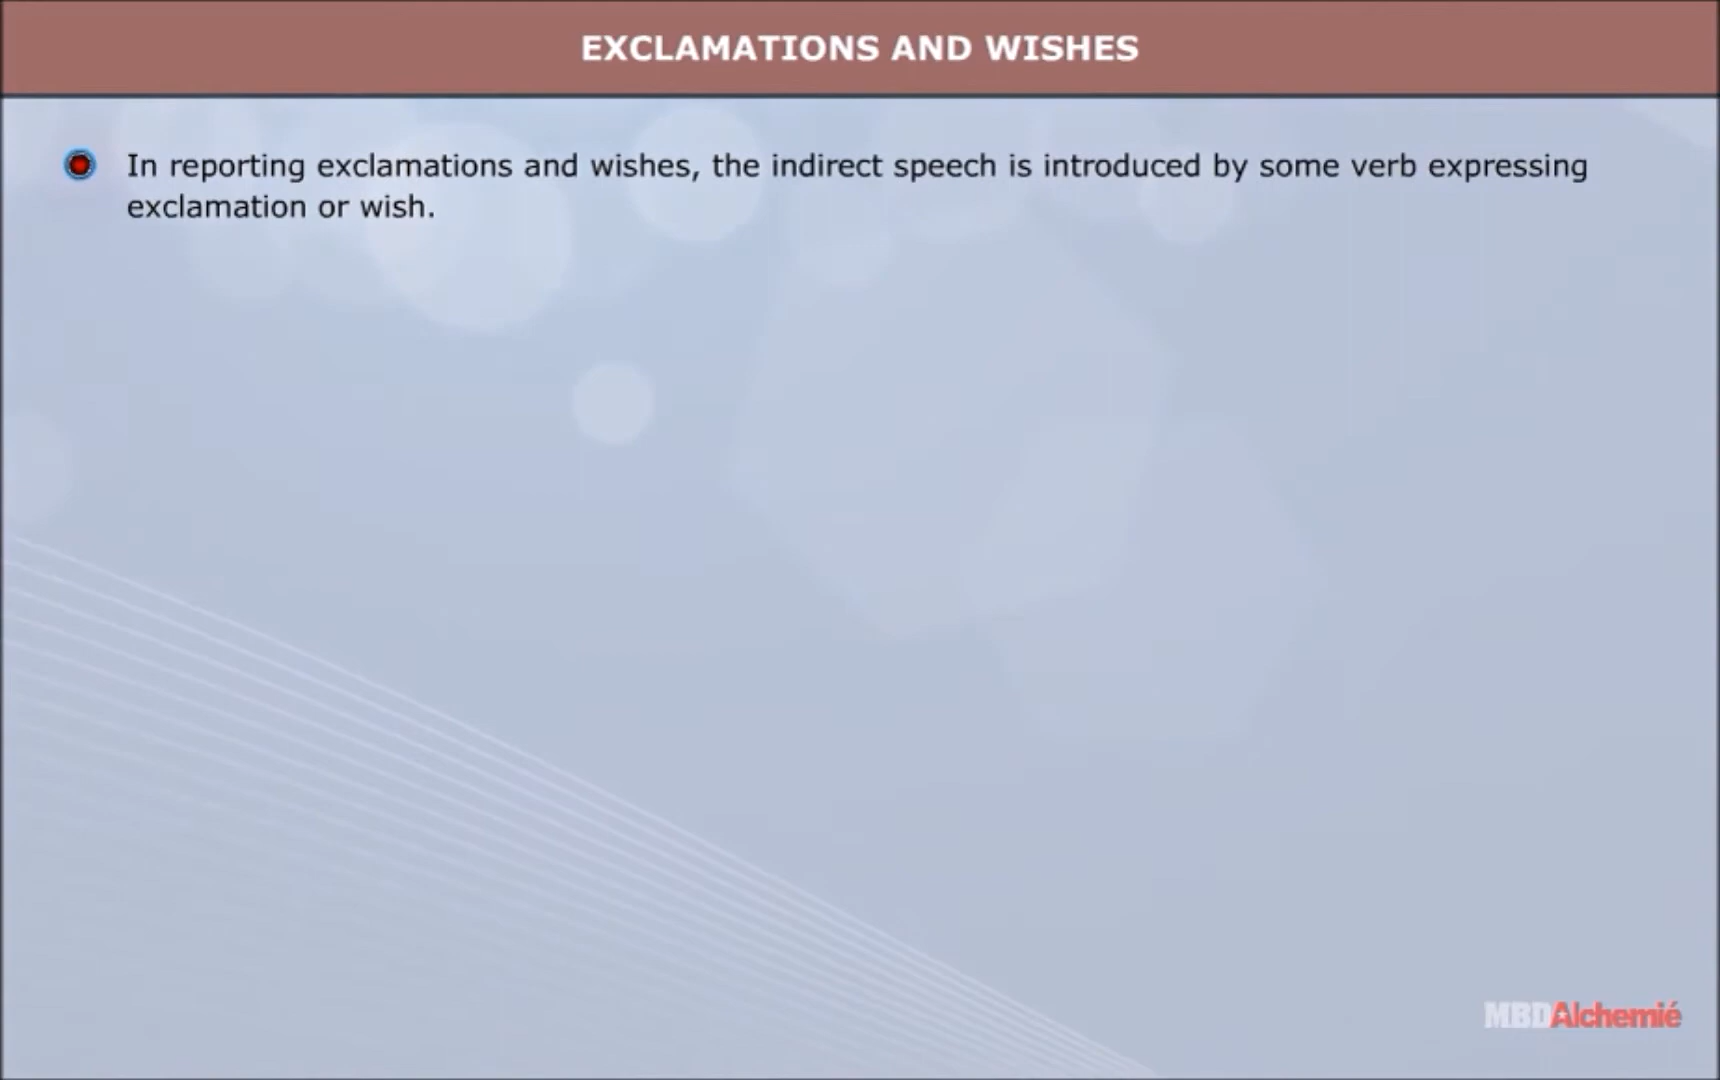 EXCLAMATIONS AND WISHES
In reporting exclamations and wishes, the indirect speech is introduced by some verb expressing
exclamation or wish.
MBDAlchemié